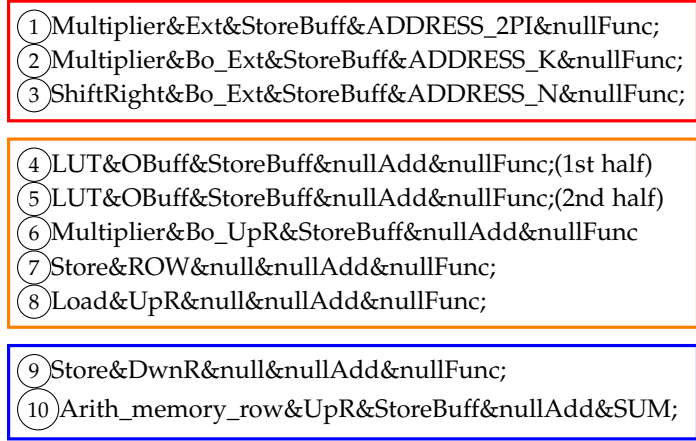 1 Multiplier&Ext&StoreBuff&ADDRESS_2PI&nullFunc;
2 Multiplier&Bo_Ext&StoreBuff&ADDRESS_K&nullFunc;
3 ShiftRight&Bo_Ext&StoreBuff&ADDRESS_N&nullFunc;
4 LUT&OBuff&StoreBuff&nullAdd&nullFunc;(1st half)
5 LUT&OBuff&StoreBuff&nullAdd&nullFunc;(2nd half)
6 Multiplier&Bo_UpR&StoreBuff&nullAdd&nullFunc
7 Store&ROW&null&nullAdd&nullFunc;
8 Load&UpR&null&nullAdd&nullFunc;
9 Store&DwnR&null&nullAdd&nullFunc;
10 Arith_memory_row&UpR&StoreBuff&nullAdd&SUM;